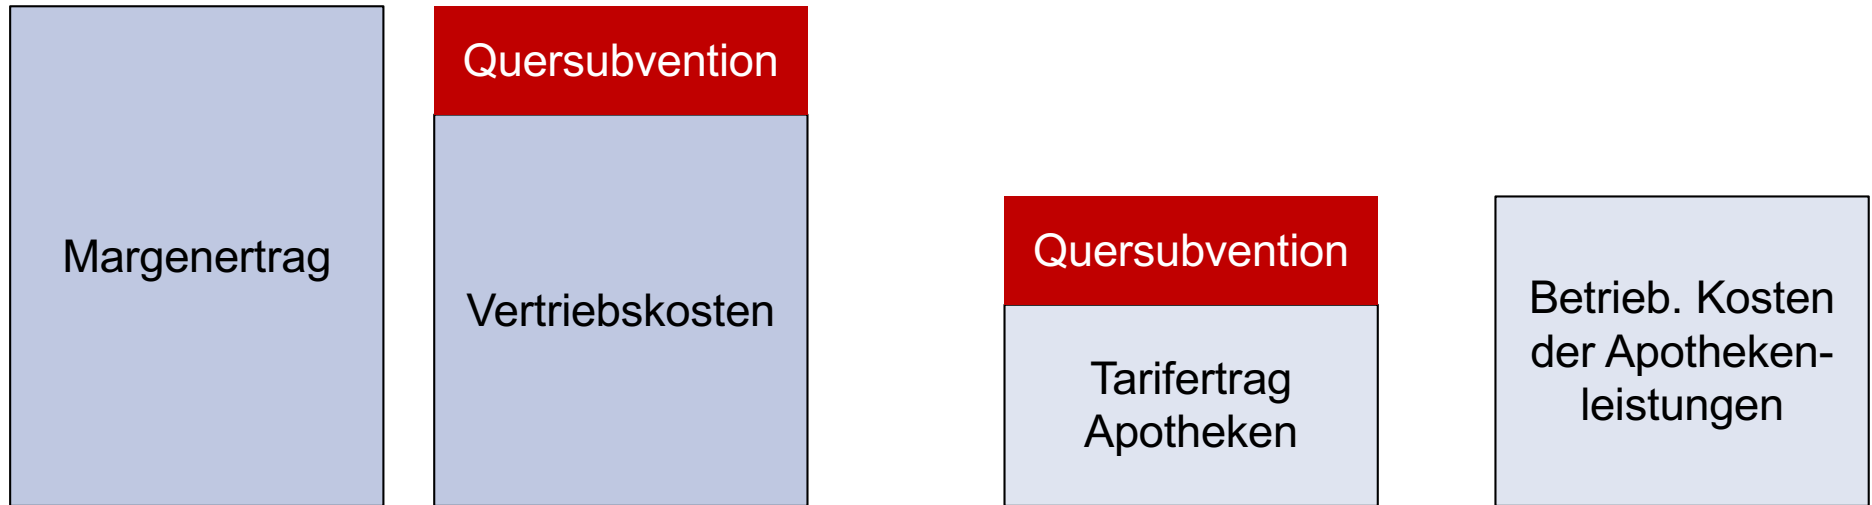 Margenertrag
Quersubvention
Vertriebskosten
Quersubvention
Tarifertrag
Apotheken
Betrieb. Kosten
der Apotheken-
leistungen